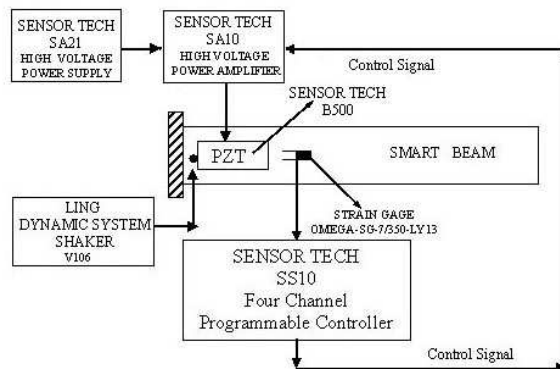 SENSOR TECH
SA21
HIGH VOLTAGE
POWER SUPPLY
SENSOR TECH
SA10
HIGH VOLTAGE
POWER AMPLIFIER
Control Signal
SENSOR TECH
B500
PZT
SMART BEAM
LING
DYNAMIC SYSTEM
SHAKER
V106
STRAIN GAGE
OMEGA-SG-7/350-LY13
SENSOR TECH
SS10
Four Channel
Programmable Controller
Control Signal